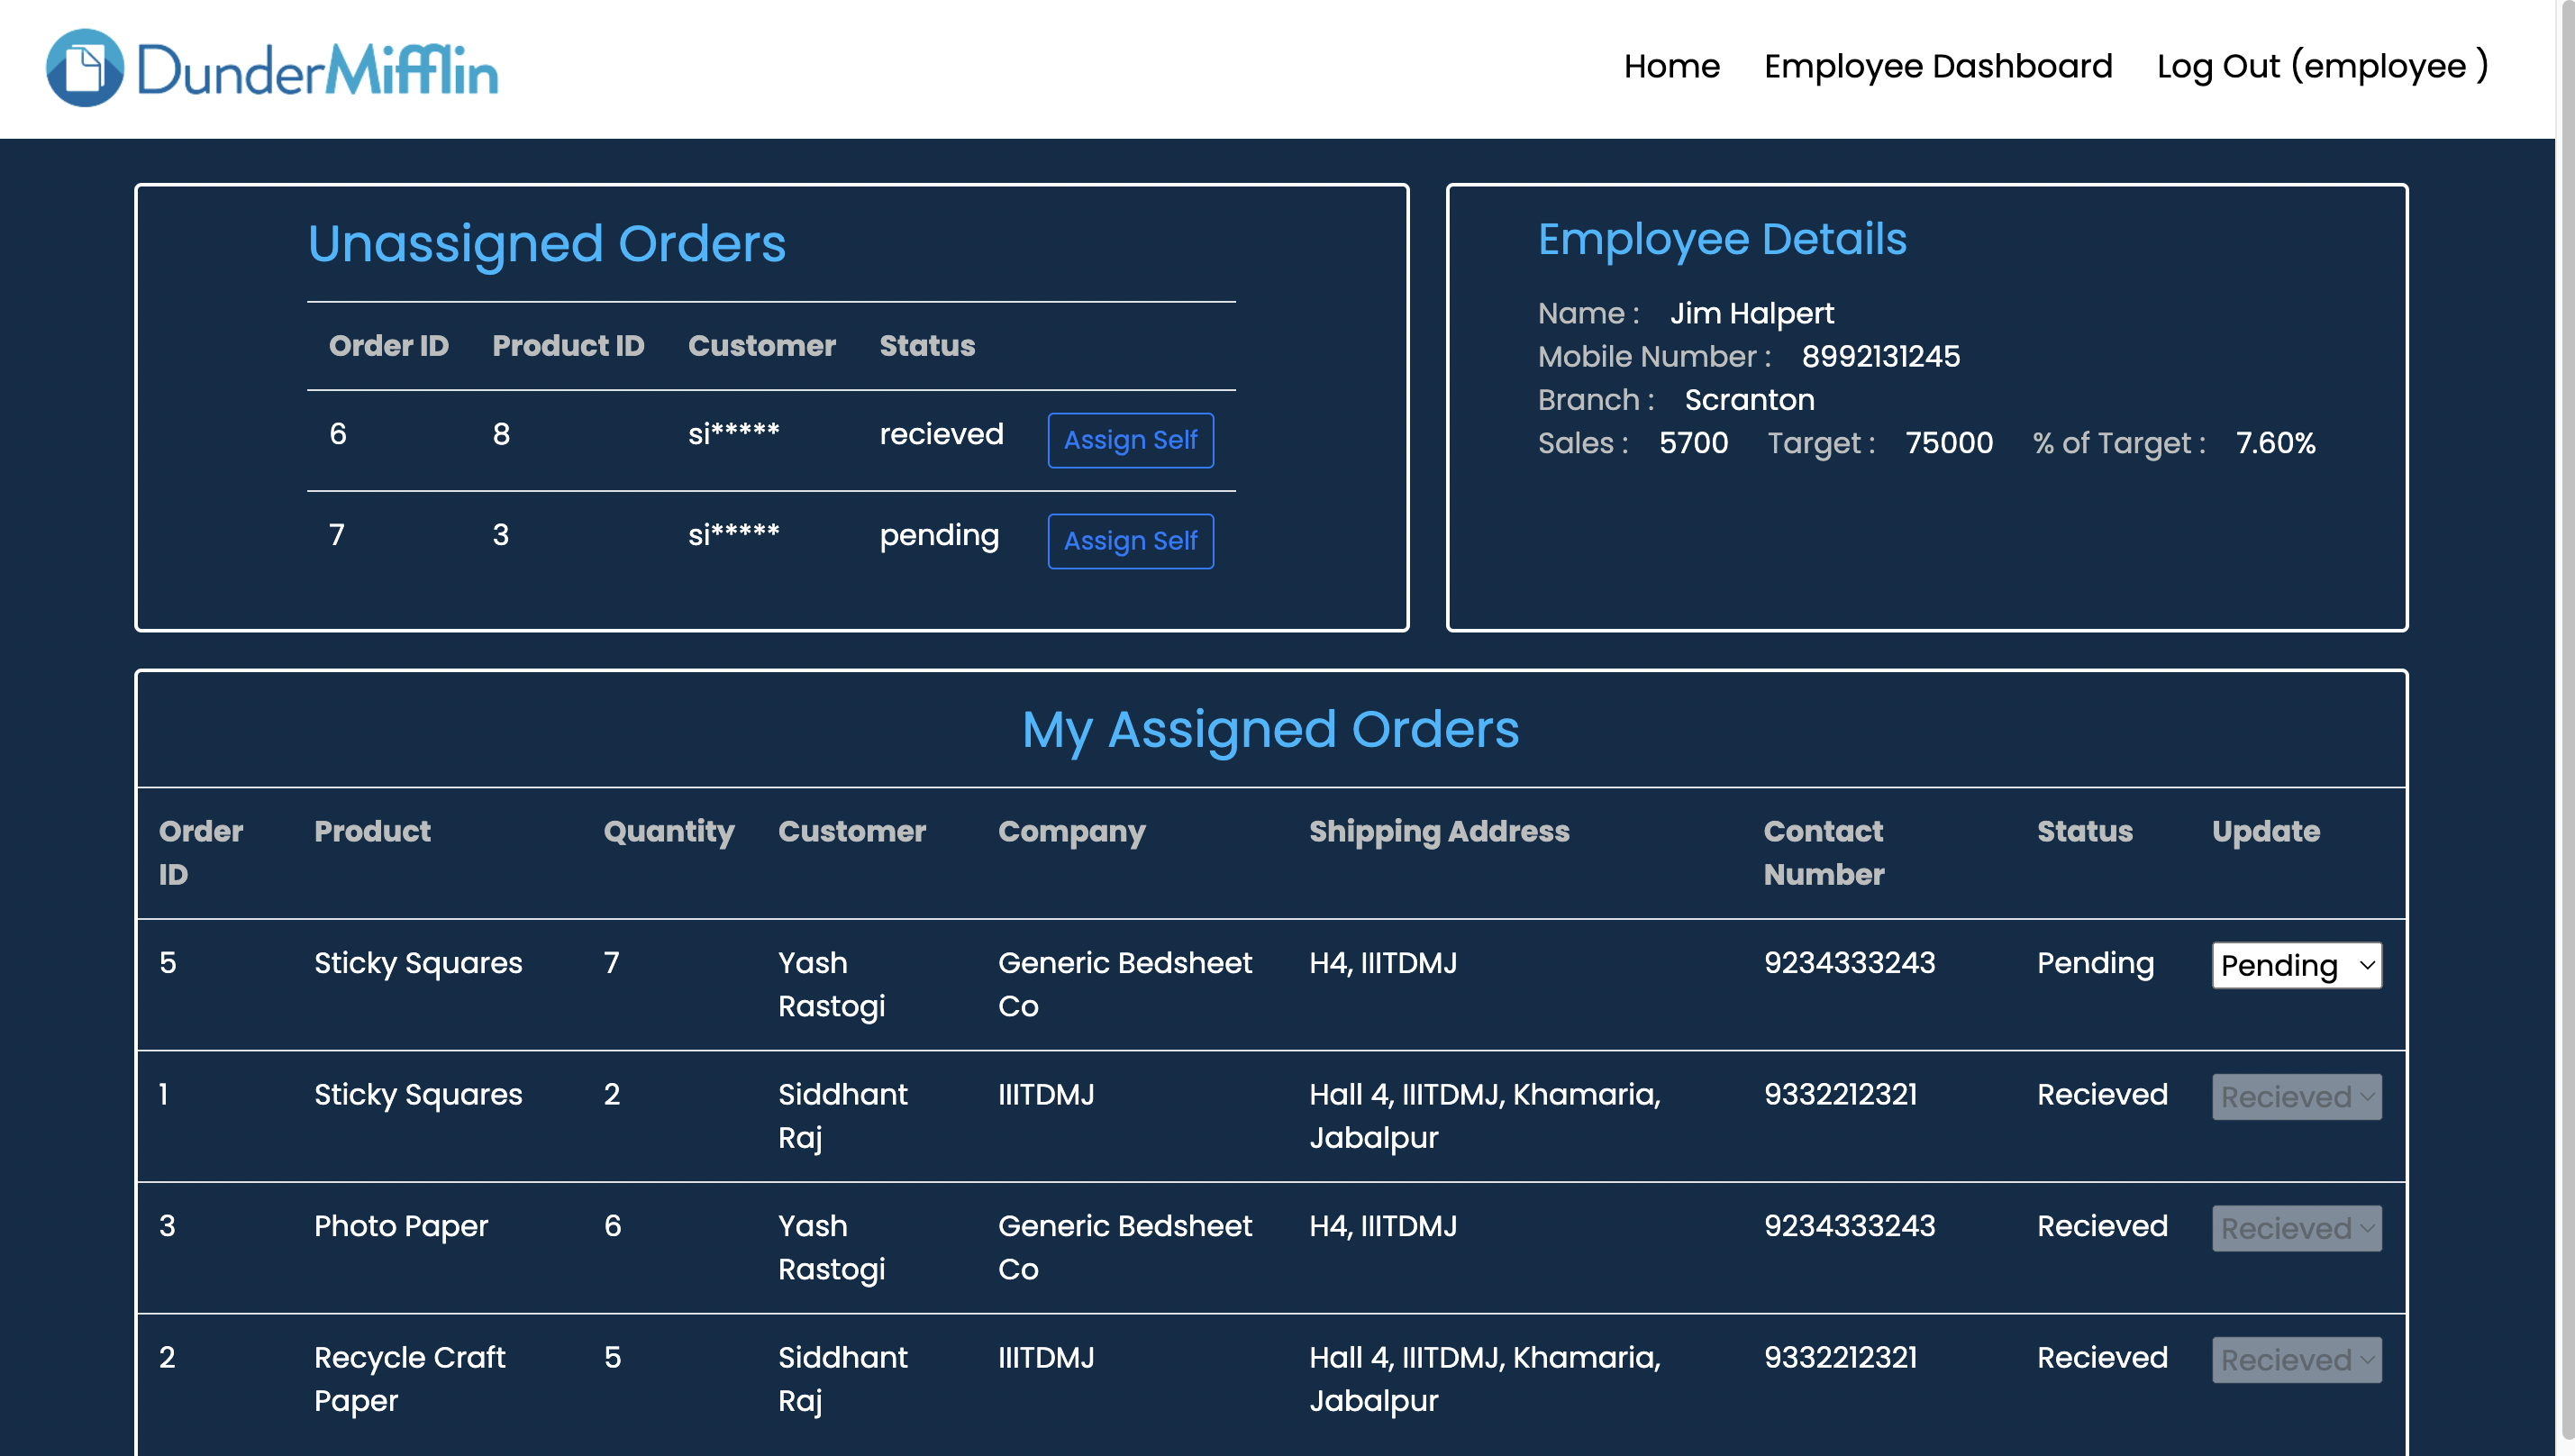 DunderMifflin
Home Employee Dashboard Log Out (employee )
Unassigned Orders
Order ID Product ID Customer Status
6 8 si***** recieved Assign Self
7 3 si***** pending Assign Self
Employee Details
Name : Jim Halpert
Mobile Number : 8992131245
Branch : Scranton
Sales : 5700 Target : 75000 % of Target : 7.60%
My Assigned Orders
Order Product Quantity Customer Company Shipping Address Contact Status Update
ID Number
5 Sticky Squares 7 Yash Generic Bedsheet H4, IIITDMJ 9234333243 Pending Pending
Rastogi Co
1 Sticky Squares 2 Siddhant IIITDMJ Hall 4, IIITDMJ, Khamaria, 9332212321 Recieved Recieved
Raj Jabalpur
3 Photo Paper 6 Yash Generic Bedsheet H4, IIITDMJ 9234333243 Recieved Recieved
Rastogi Co
2 Recycle Craft 5 Siddhant IIITDMJ Hall 4, IIITDMJ, Khamaria, 9332212321 Recieved Recieved
Paper Raj Jabalpur